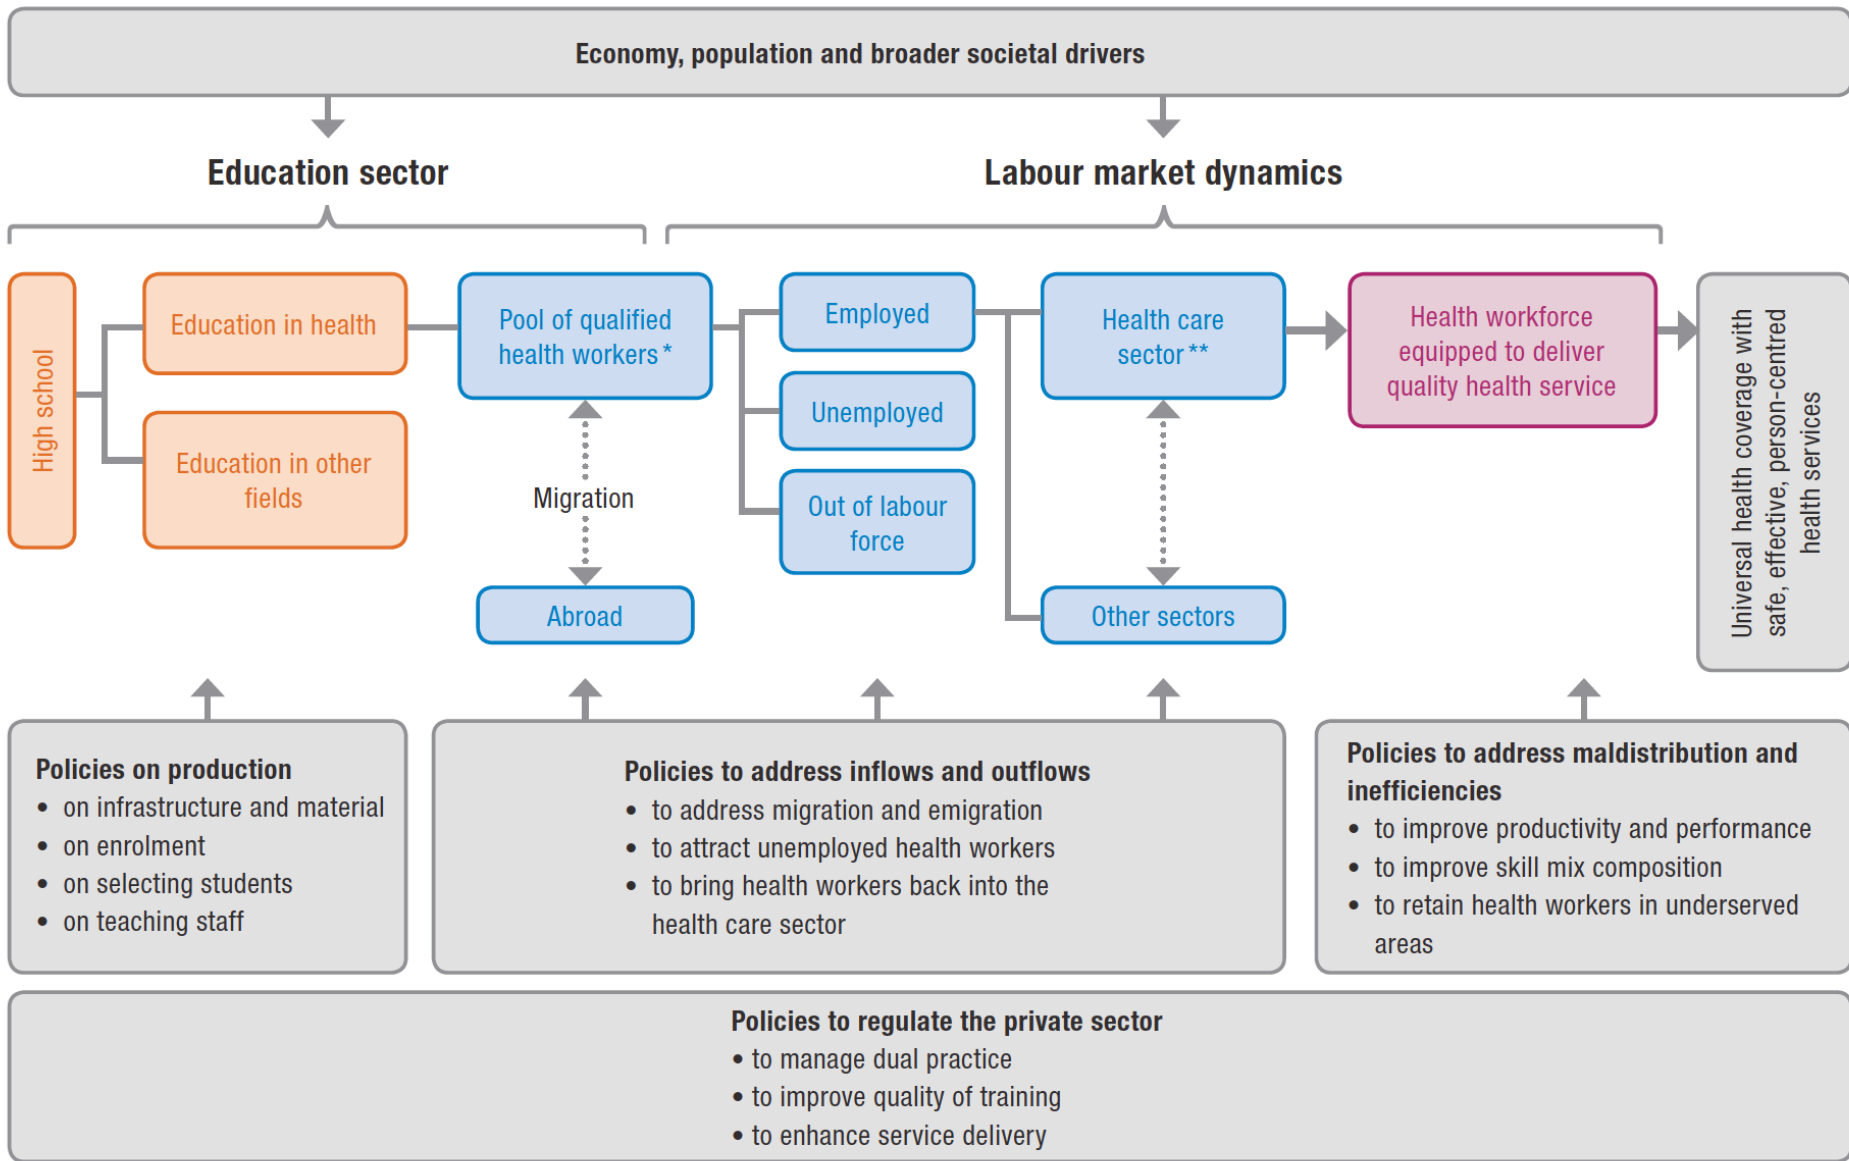 Economy, population and broader societal drivers
Education sector
Labour market dynamics
High school
Education in health
Education in other
fields
Pool of qualified
health workers *
Migration
Abroad
Employed
Unemployed
Out of labour
force
Health care
sector **
Other sectors
Health workforce
equipped to deliver
quality health service
Universal health coverage with
safe, effective, person-centred
health services
Policies on production
• on infrastructure and material
• on enrolment
• on selecting students
• on teaching staff
Policies to address inflows and outflows
• to address migration and emigration
• to attract unemployed health workers
• to bring health workers back into the
health care sector
Policies to address maldistribution and
inefficiencies
• to improve productivity and performance
• to improve skill mix composition
• to retain health workers in underserved
areas
Policies to regulate the private sector
• to manage dual practice
• to improve quality of training
• to enhance service delivery